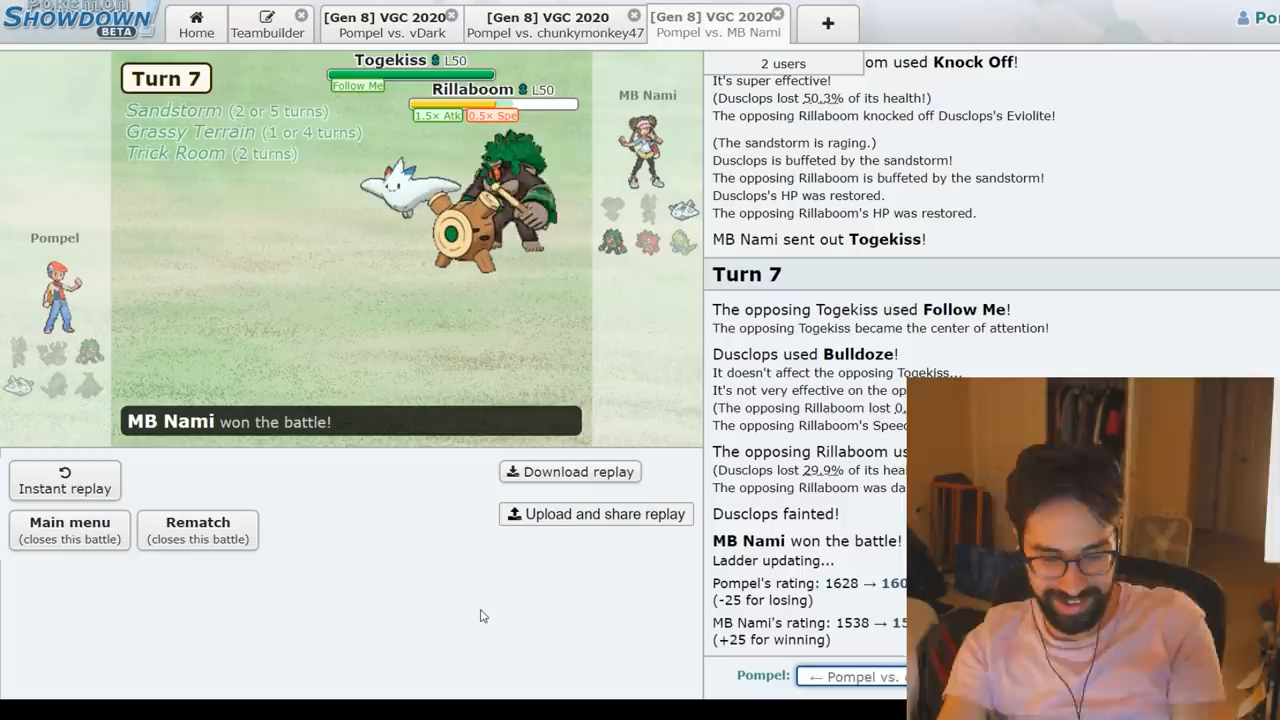 Pokémon
SHOWDOWN
BETA
Home
Teambuilder
[Gen 8] VGC 2020
Pompel vs. vDark
[Gen 8] VGC 2020
Pompel vs. chunkymonkey47
[Gen 8] VGC 2020
Pompel vs. MB Nami
Turn 7
Sandstorm (2 or 5 turns)
Grassy Terrain (1 or 4 turns)
Trick Room (2 turns)
Togekiss L50
Follow Me
Rillaboom L50
1.5× Atk 0.5× Spe
MB Nami
Pompel
MB Nami won the battle!
Instant replay
Download replay
Upload and share replay
Main menu
(closes this battle)
Rematch
(closes this battle)
2 users
om used Knock Off!
It's super effective!
(Dusclops lost 50.3% of its health!)
The opposing Rillaboom knocked off Dusclops's Eviolite!
(The sandstorm is raging.)
Dusclops is buffeted by the sandstorm!
The opposing Rillaboom is buffeted by the sandstorm!
Dusclops's HP was restored.
The opposing Rillaboom's HP was restored.
MB Nami sent out Togekiss!
Turn 7
The opposing Togekiss used Follow Me!
The opposing Togekiss became the center of attention!
Dusclops used Bulldoze!
It doesn't affect the opposing Togekiss...
It's not very effective on the op
(The opposing Rillaboom lost 0.
The opposing Rillaboom's Speed
The opposing Rillaboom us
(Dusclops lost 29.9% of its hea
The opposing Rillaboom was da
Dusclops fainted!
MB Nami won the battle!
Ladder updating...
Pompel's rating: 1628 → 160
(-25 for losing)
MB Nami's rating: 1538 → 15
(+25 for winning)
Pompel: ← Pompel vs.